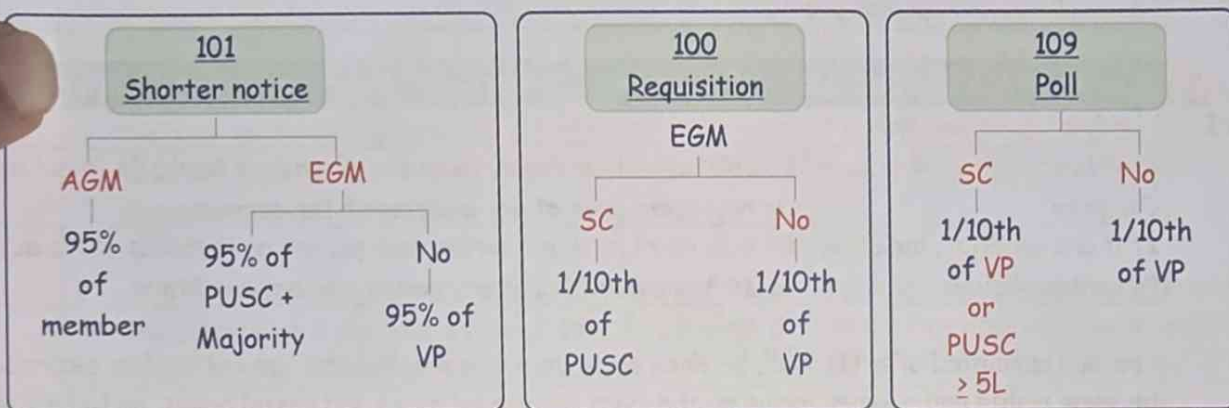 101
Shorter notice
AGM
95%
of
member
EGM
95% of
PUSC +
Majority
No
95% of
VP
100
Requisition
EGM
SC
1/10th
of
PUSC
No
1/10th
of
VP
109
Poll
SC
1/10th
of VP
or
PUSC
≥ 5L
No
1/10th
of VP